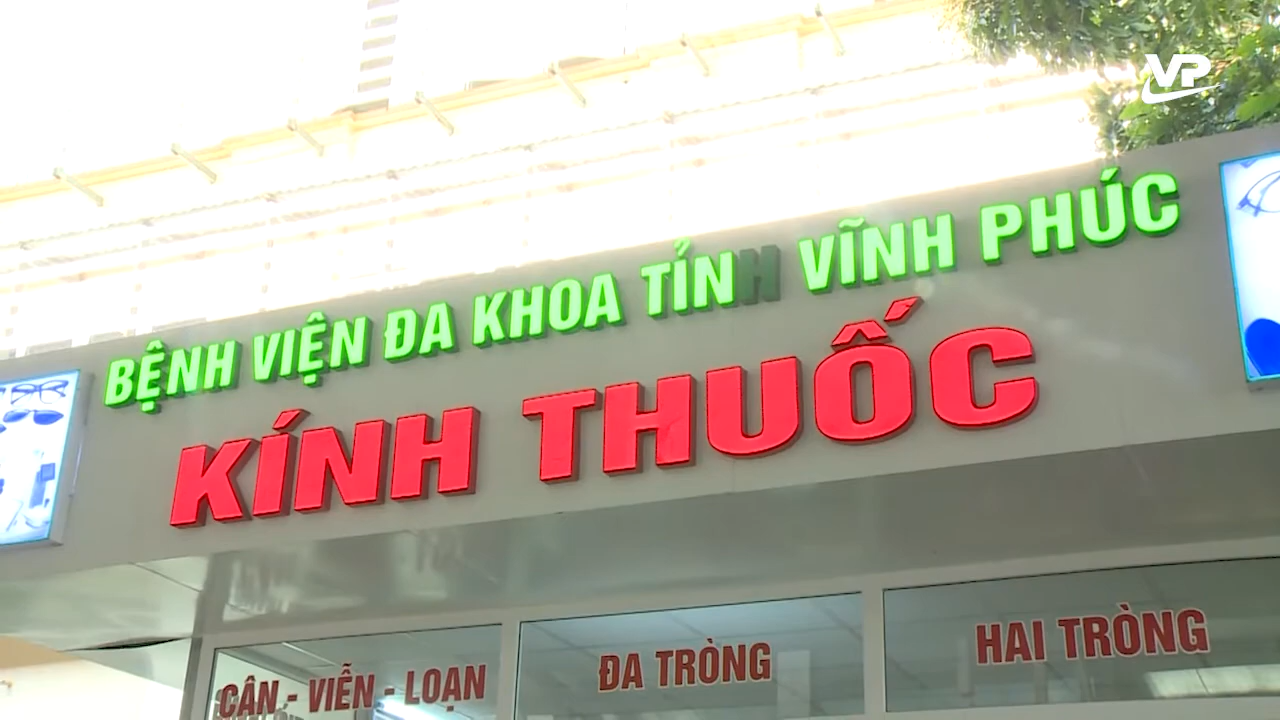 VP
BỆNH VIỆN ĐA KHOA TỈNH VĨNH PHÚC
KÍNH THUỐC
CẬN - VIỄN - LOẠN
ĐA TRÒNG
HAI TRÒNG